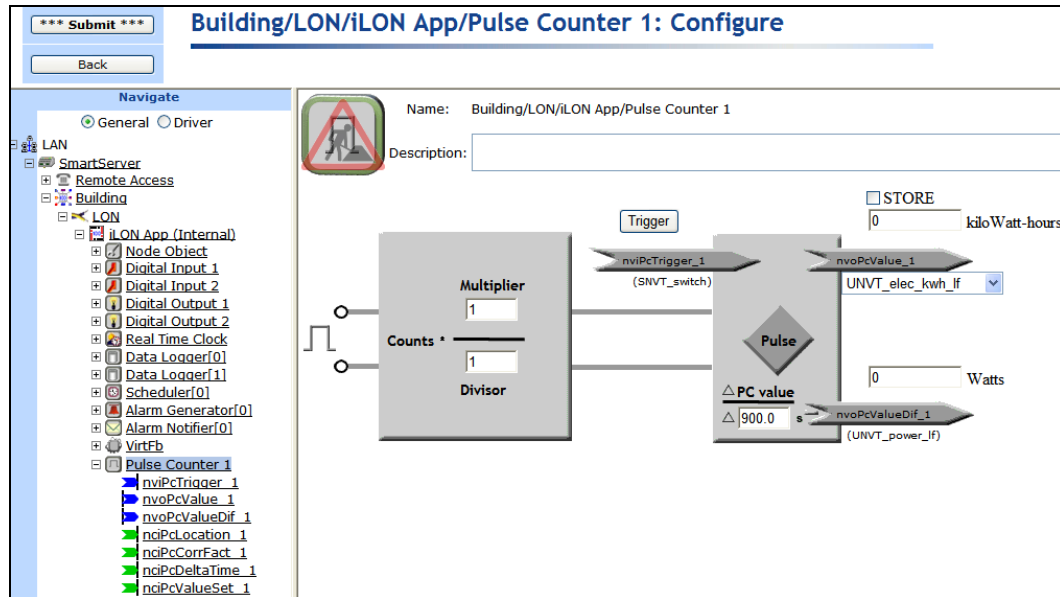 *** Submit ***
Back
Building/LON/iLON App/Pulse Counter 1: Configure
Navigate
General Driver
LAN
SmartServer
Remote Access
Building
LON
iLON App (Internal)
Node Object
Digital Input 1
Digital Input 2
Digital Output 1
Digital Output 2
Real Time Clock
Data Logger[0]
Data Logger[1]
Scheduler[0]
Alarm Generator[0]
Alarm Notifier[0]
VirtFb
Pulse Counter 1
nviPcTrigger_1
nvoPcValue_1
nvoPcValueDif_1
nciPcLocation_1
nciPcCorrFact_1
nciPcDeltaTime_1
nciPcValueSet_1
Name: Building/LON/iLON App/Pulse Counter 1
Description:
Trigger
STORE
0 kiloWatt-hours
nviPcTrigger_1
(SNVT_switch)
nvoPcValue_1
UNVT_elec_kwh_lf
Multiplier
1
Counts *
1
Divisor
Pulse
△ PC value
△ 900.0 s
0 Watts
nvoPcValueDif_1
(UNVT_power_lf)